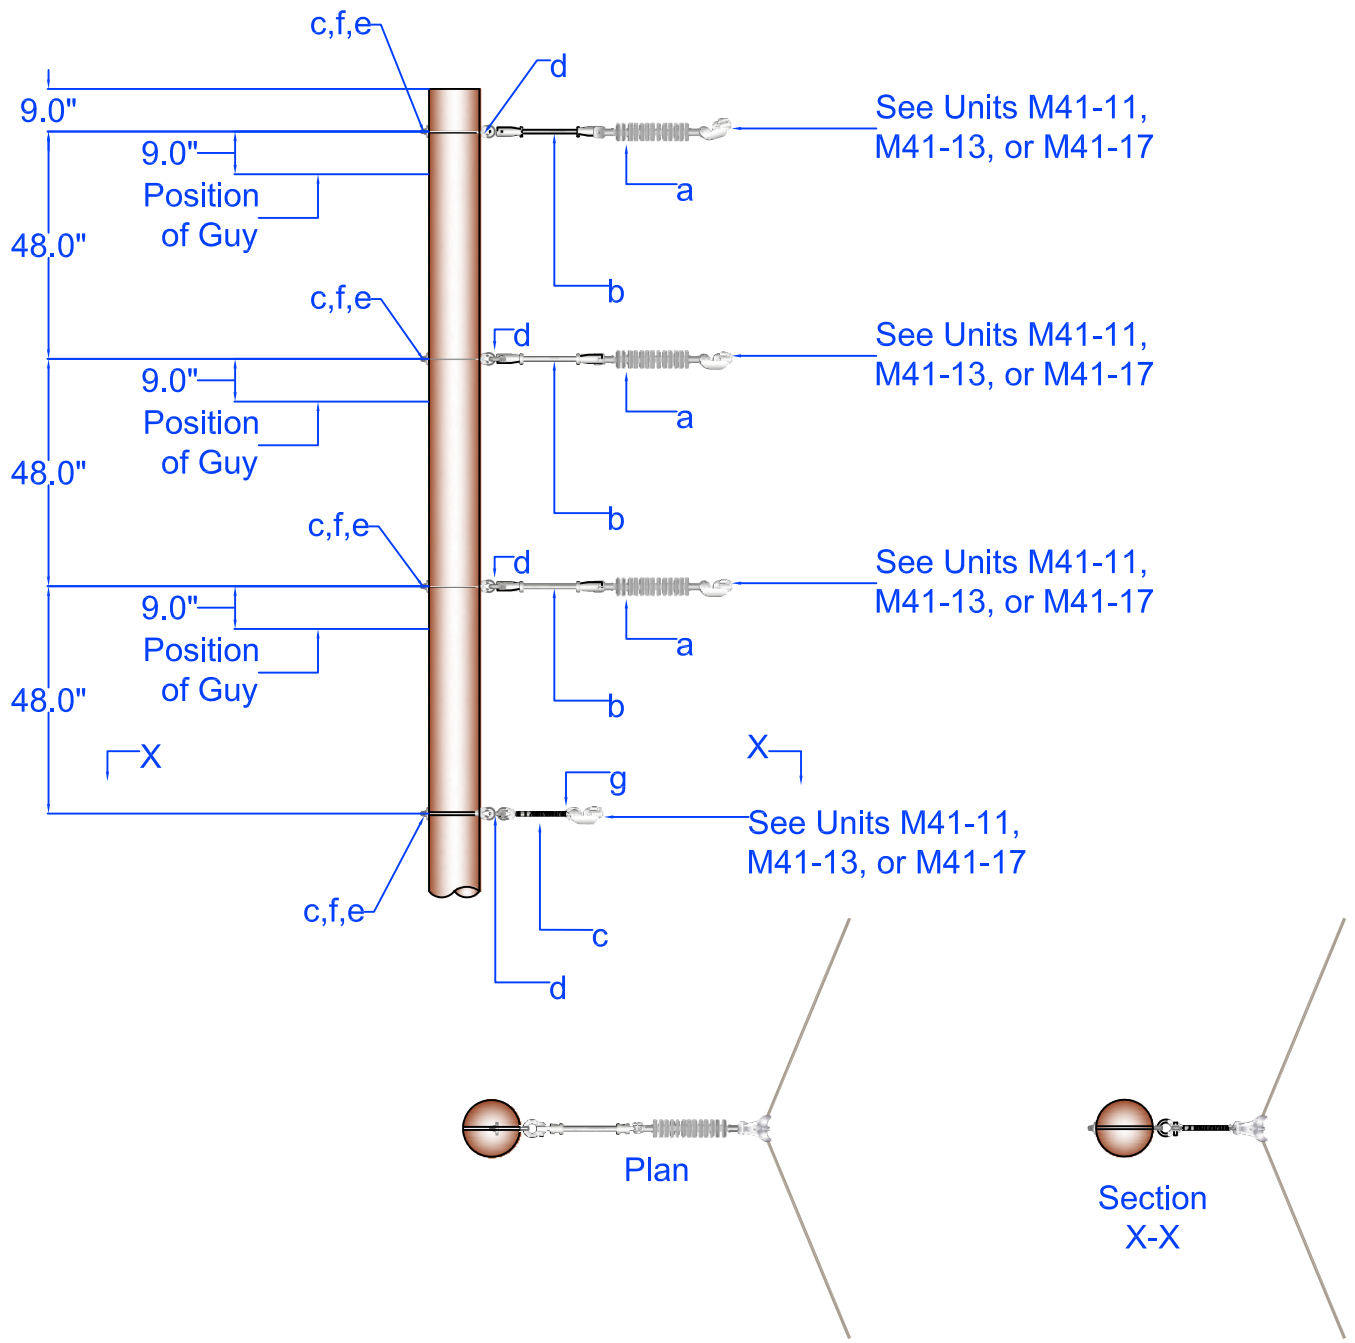 c,f,e
d
9.0"
See Units M41-11,
M41-13, or M41-17
9.0"
Position
of Guy
a
48.0"
b
c,f,e
d
See Units M41-11,
M41-13, or M41-17
9.0"
Position
of Guy
a
48.0"
b
c,f,e
d
See Units M41-11,
M41-13, or M41-17
9.0"
Position
of Guy
a
48.0"
b
X
X
g
See Units M41-11,
M41-13, or M41-17
c,f,e
c
d
Plan
Section
X-X